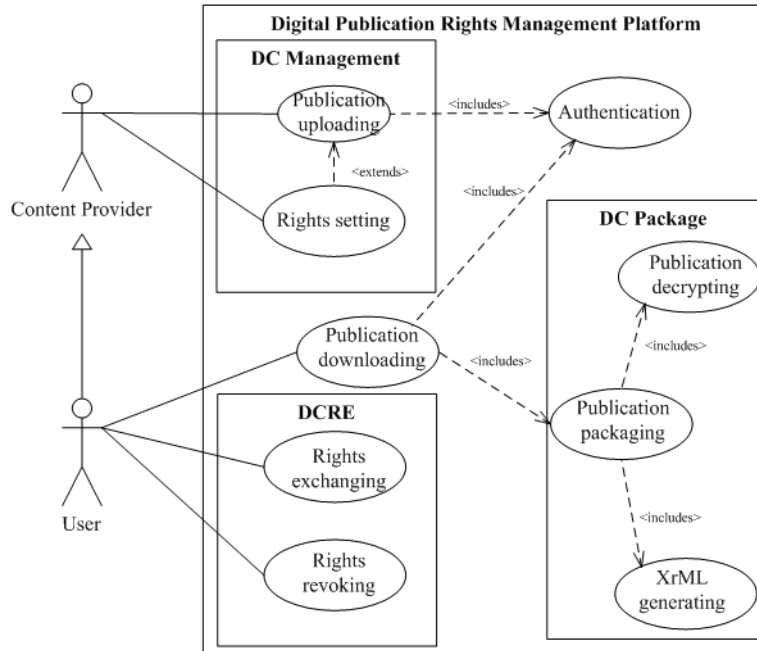 Digital Publication Rights Management Platform
DC Management
Publication
uploading
<includes>
Authentication
<extends>
<includes>
Content Provider
Rights setting
DC Package
Publication
decrypting
Publication
downloading
<includes>
<includes>
DCRE
Publication
packaging
Rights
exchanging
<includes>
User
Rights
revoking
XrML
generating